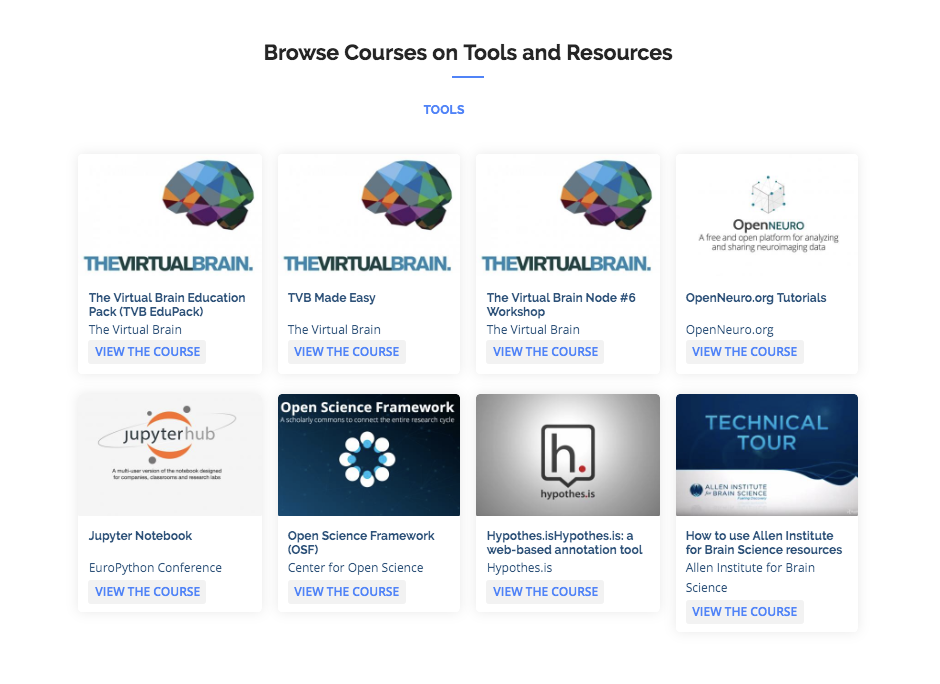 Browse Courses on Tools and Resources
TOOLS
THEVIRTUALBRAIN.
The Virtual Brain Education
Pack (TVB EduPack)
The Virtual Brain
VIEW THE COURSE
THEVIRTUALBRAIN.
TVB Made Easy
The Virtual Brain
VIEW THE COURSE
THEVIRTUALBRAIN.
The Virtual Brain Node #6
Workshop
The Virtual Brain
VIEW THE COURSE
OPENNEURO
A free and open platform for analyzing
and sharing neuroimaging data
OpenNeuro.org Tutorials
OpenNeuro.org
VIEW THE COURSE
jupyterhub
A multi-user version of the notebook designed
for companies, classrooms and research labs
Jupyter Notebook
EuroPython Conference
VIEW THE COURSE
Open Science Framework
A scholarly commons to connect the entire research cycle
Open Science Framework
(OSF)
Center for Open Science
VIEW THE COURSE
h.
hypothes.is
Hypothes.isHypothes.is: a
web-based annotation tool
Hypothes.is
VIEW THE COURSE
TECHNICAL
TOUR
ALLEN INSTITUTE
for BRAIN SCIENCE
How to use Allen Institute
for Brain Science resources
Allen Institute for Brain
Science
VIEW THE COURSE